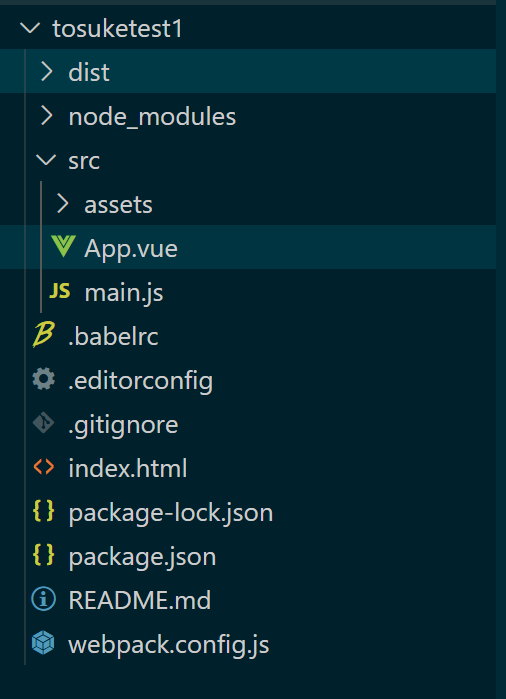 tosuketest1
dist
node_modules
src
assets
App.vue
JS main.js
.babelrc
.editorconfig
.gitignore
index.html
package-lock.json
package.json
README.md
webpack.config.js